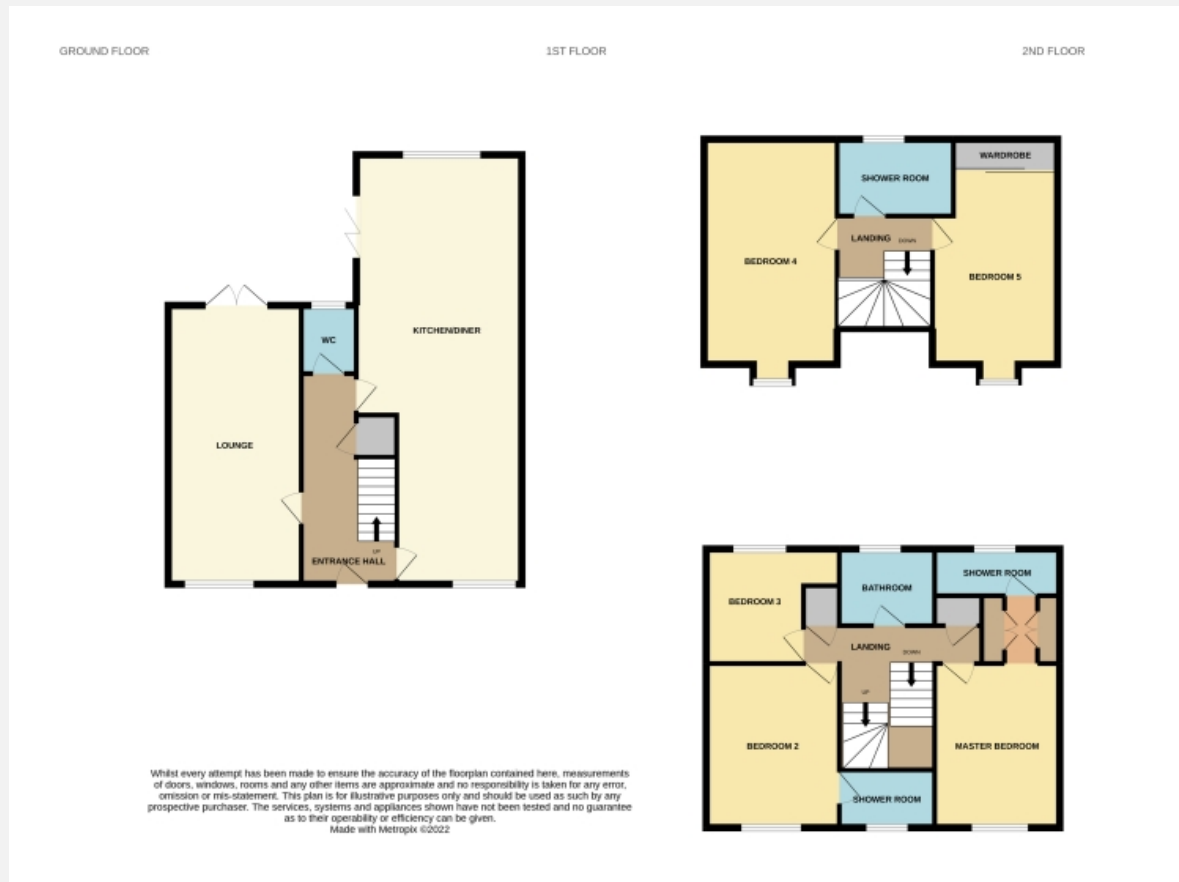 GROUND FLOOR
1ST FLOOR
2ND FLOOR
WARDROBE
SHOWER ROOM
LANDING
DOWN
BEDROOM 4
BEDROOM 5
WC
KITCHEN/DINER
LOUNGE
UP
ENTRANCE HALL
SHOWER ROOM
BATHROOM
BEDROOM 3
LANDING
DOWN
UP
BEDROOM 2
MASTER BEDROOM
SHOWER ROOM
Whilst every attempt has been made to ensure the accuracy of the floorplan contained here, measurements
of doors, windows, rooms and any other items are approximate and no responsibility is taken for any error,
omission or mis-statement. This plan is for illustrative purposes only and should be used as such by any
prospective purchaser. The services, systems and appliances shown have not been tested and no guarantee
as to their operability or efficiency can be given.
Made with Metropix ©2022